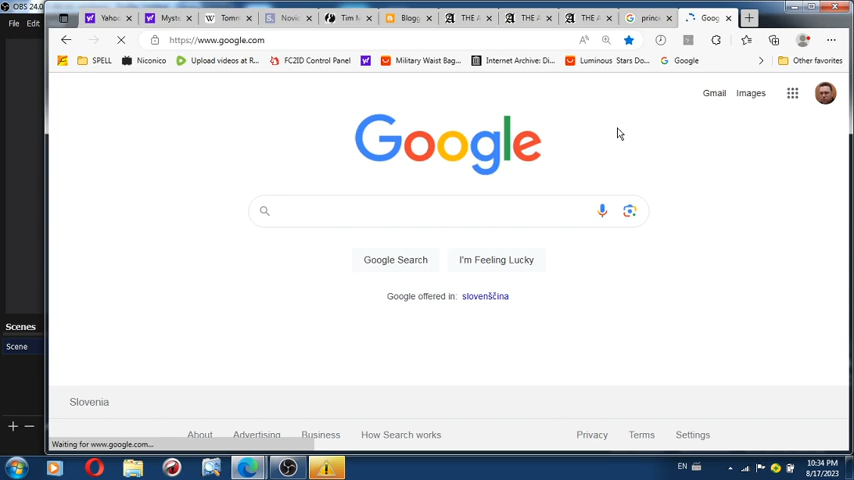 OBS 24.0
File Edit
Yahoo
Myste
Tomm
Novie
Tim M
Blogg
THE A
THE A
THE A
princ
Goog
https://www.google.com
SPELL
Niconico
Upload videos at R...
FC2ID Control Panel
Military Waist Bag...
Internet Archive: Di...
Luminous Stars Do...
Google
Other favorites
Gmail Images
Google
Google Search I'm Feeling Lucky
Google offered in: slovenščina
Scenes
Scene
Slovenia
About Advertising Business How Search works Privacy Terms Settings
Waiting for www.google.com...
EN
10:34 PM
8/17/2023